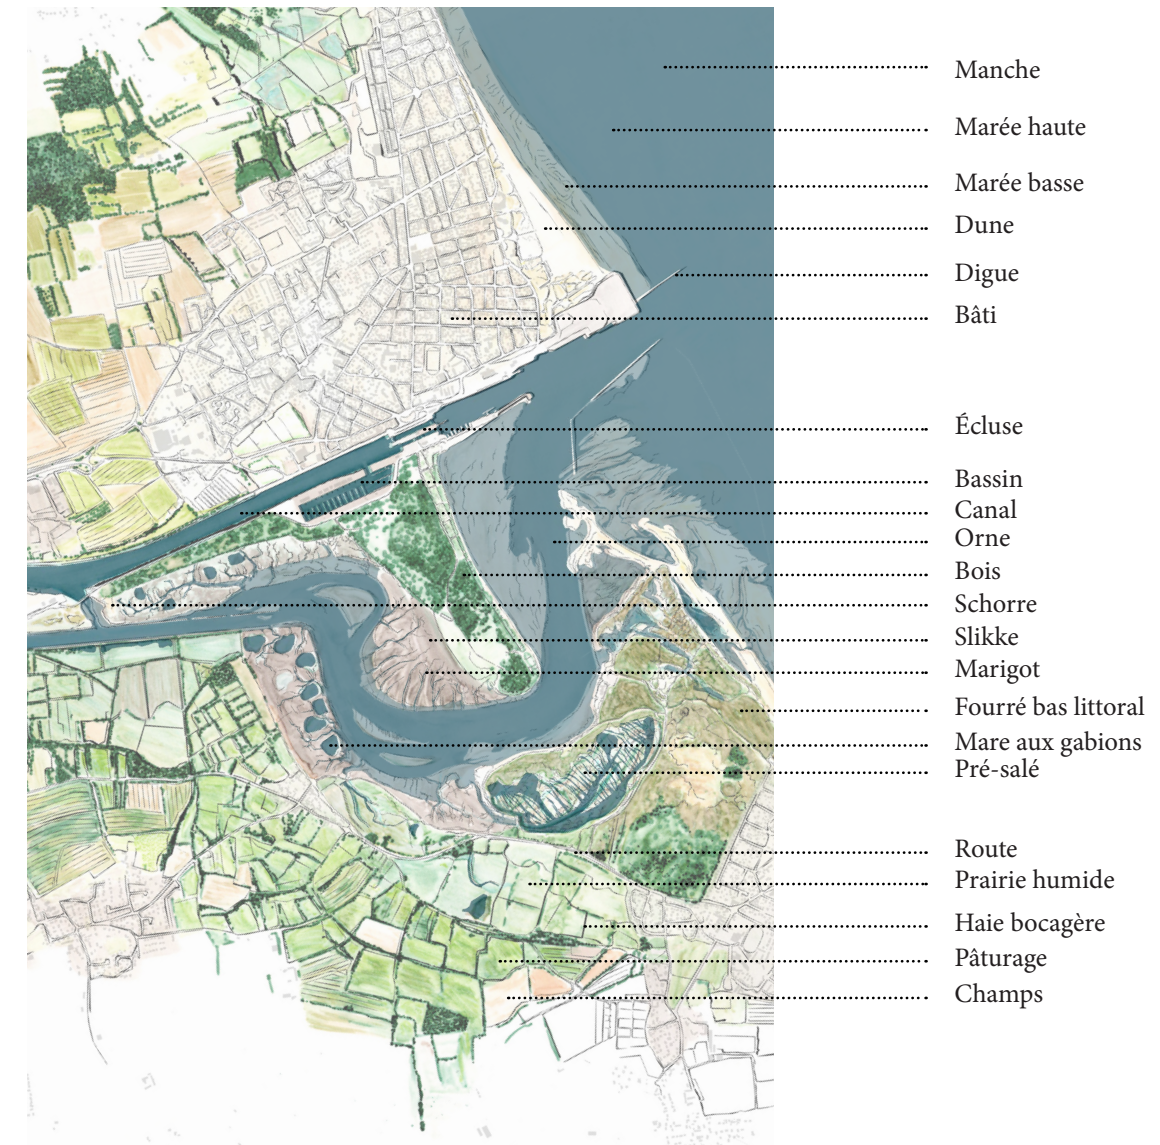 Manche
Marée haute
Marée basse
Dune
Digue
Bâti
Écluse
Bassin
Canal
Orne
Bois
Schorre
Slikke
Marigot
Fourré bas littoral
Mare aux gabions
Pré-salé
Route
Prairie humide
Haie bocagère
Pâturage
Champs